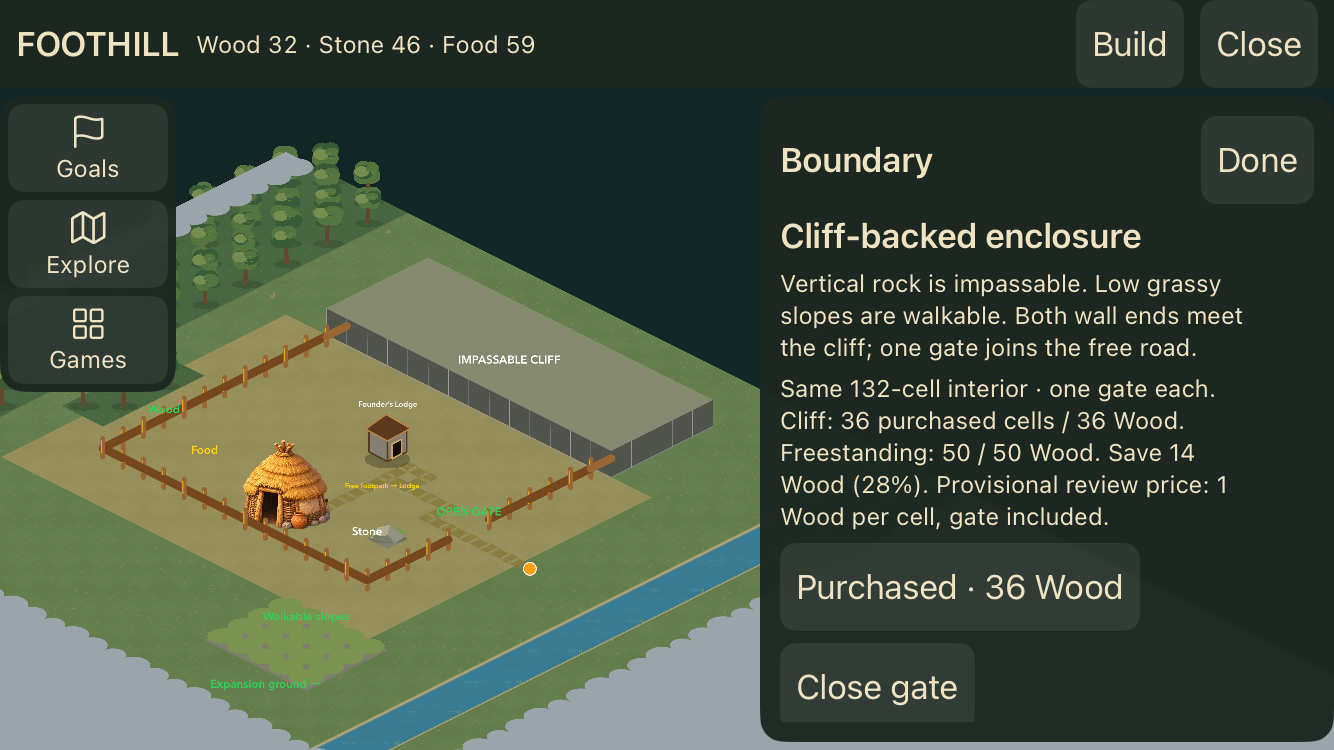 FOOTHILL Wood 32 · Stone 46 · Food 59
Build
Close
Goals
Explore
Games
IMPASSABLE CLIFF
Founder's Lodge
Wood
Food
Free footpath → Lodge
OPEN GATE
Stone
Walkable slopes
Expansion ground
Boundary
Done
Cliff-backed enclosure
Vertical rock is impassable. Low grassy
slopes are walkable. Both wall ends meet
the cliff; one gate joins the free road.
Same 132-cell interior · one gate each.
Cliff: 36 purchased cells / 36 Wood.
Freestanding: 50 / 50 Wood. Save 14
Wood (28%). Provisional review price: 1
Wood per cell, gate included.
Purchased · 36 Wood
Close gate